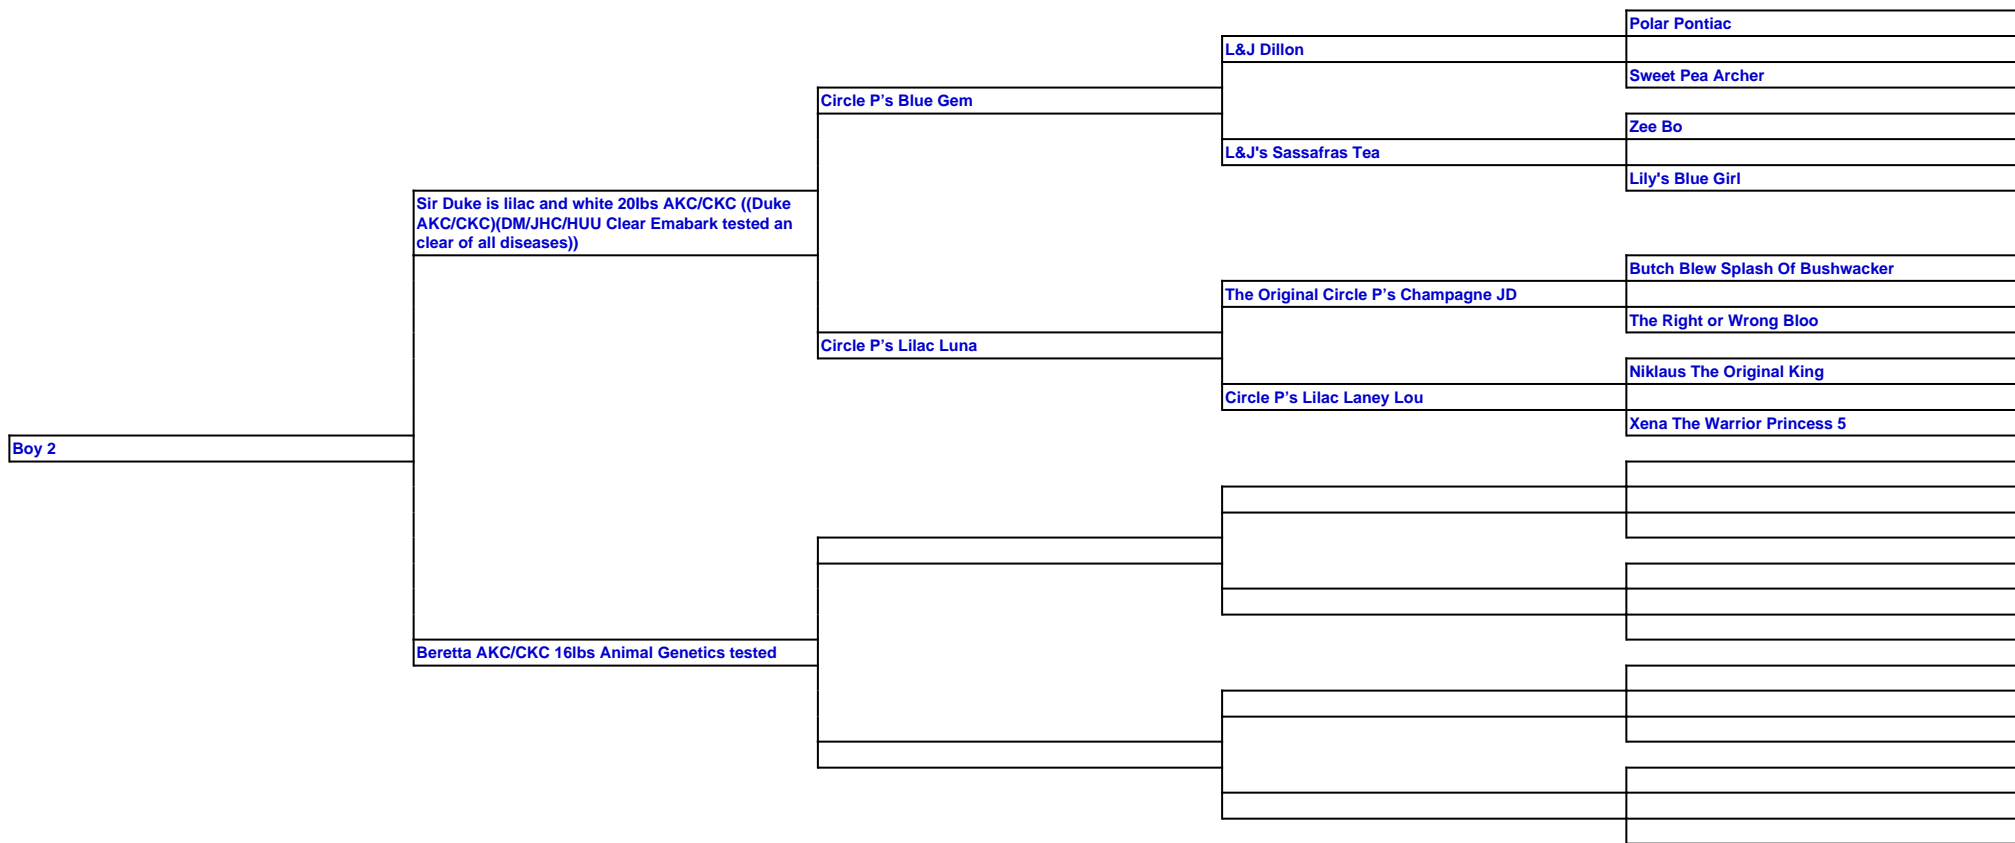 Polar Pontiac
L&J Dillon
Sweet Pea Archer
Circle P’s Blue Gem
Zee Bo
L&J's Sassafras Tea
Lily's Blue Girl
Sir Duke is lilac and white 20lbs AKC/CKC ((Duke
AKC/CKC)(DM/JHC/HUU Clear Emabark tested an
clear of all diseases))
Butch Blew Splash Of Bushwacker
The Original Circle P’s Champagne JD
The Right or Wrong Bloo
Circle P’s Lilac Luna
Niklaus The Original King
Circle P’s Lilac Laney Lou
Xena The Warrior Princess 5
Boy 2
Beretta AKC/CKC 16lbs Animal Genetics tested